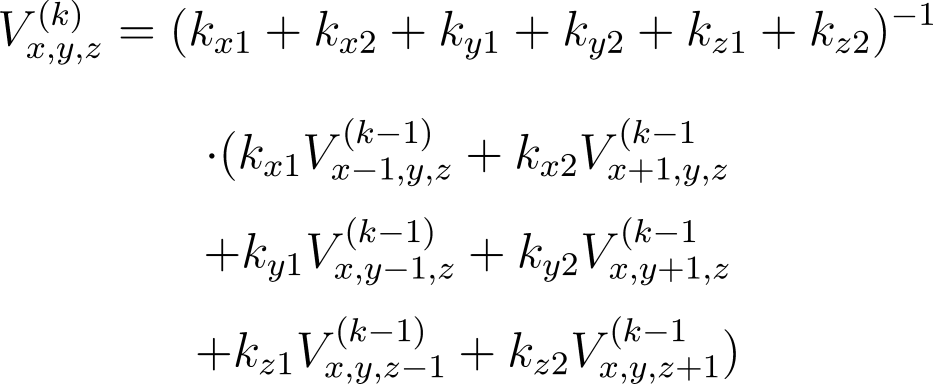 V_{x,y,z}^{(k)} = (k_{x1} + k_{x2} + k_{y1} + k_{y2} + k_{z1} + k_{z2})^{-1}
·(k_{x1}V_{x-1,y,z}^{(k-1)} + k_{x2}V_{x+1,y,z}^{(k-1}
+k_{y1}V_{x,y-1,z}^{(k-1)} + k_{y2}V_{x,y+1,z}^{(k-1}
+k_{z1}V_{x,y,z-1}^{(k-1)} + k_{z2}V_{x,y,z+1}^{(k-1})